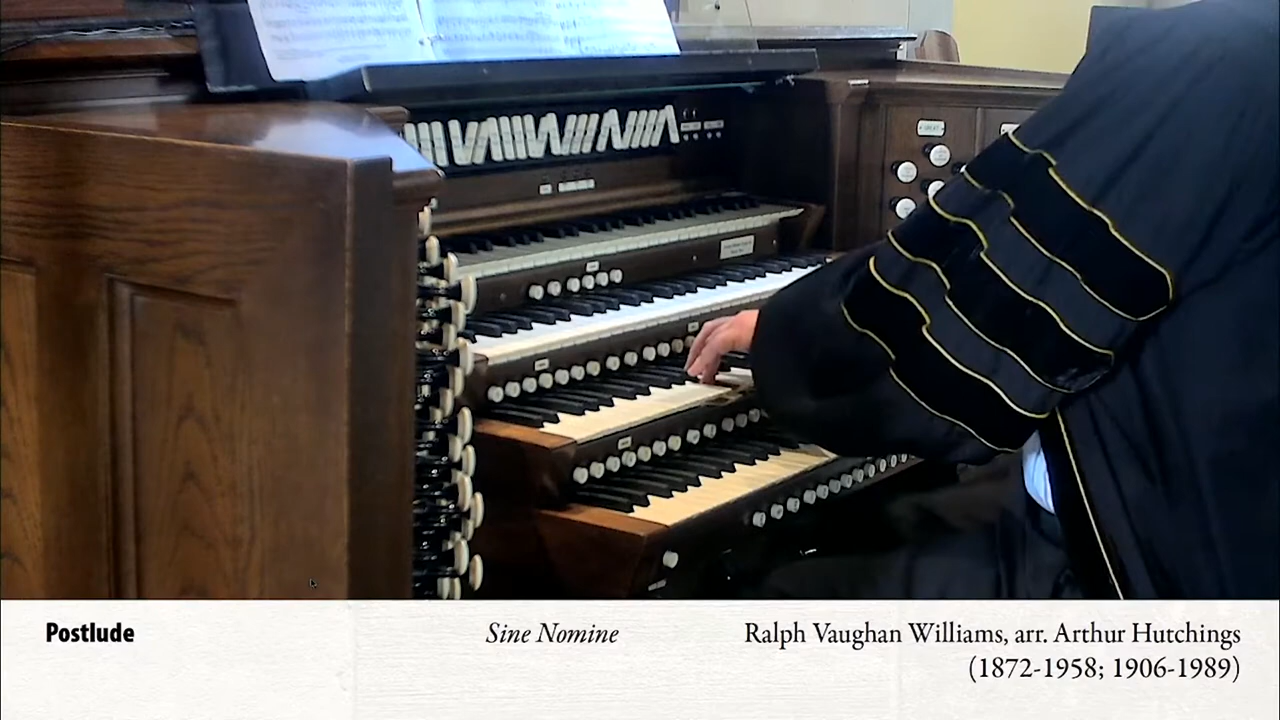 Postlude
Sine Nomine
Ralph Vaughan Williams, arr. Arthur Hutchings
(1872-1958; 1906-1989)